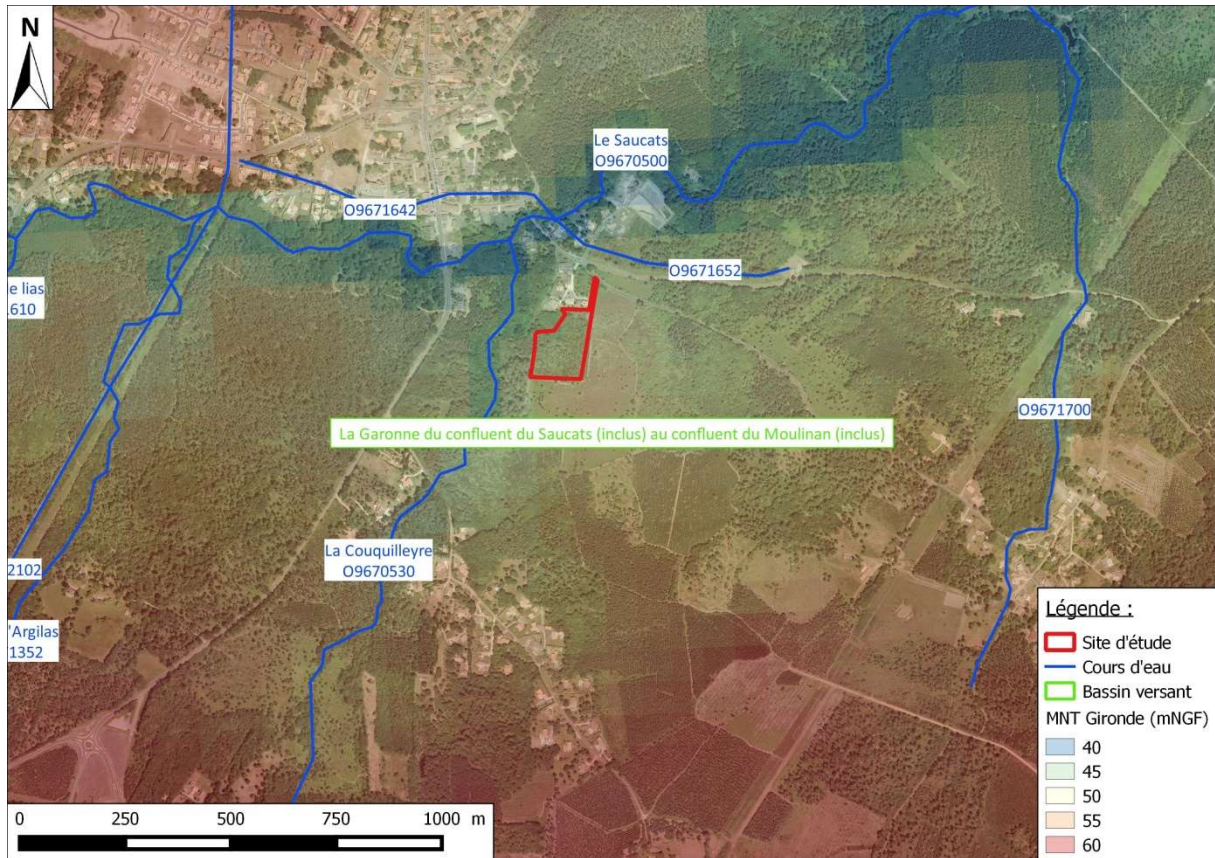 N
Le Saucats
O9670500
O9671642
O9671652
e lias
610
O9671700
La Garonne du confluent du Saucats (inclus) au confluent du Moulinan (inclus)
La Couquilleyre
O9670530
2102
'Argilas
1352
Légende :
Site d'étude
Cours d'eau
Bassin versant
MNT Gironde (mNGF)
40
45
50
55
60
0 250 500 750 1000 m